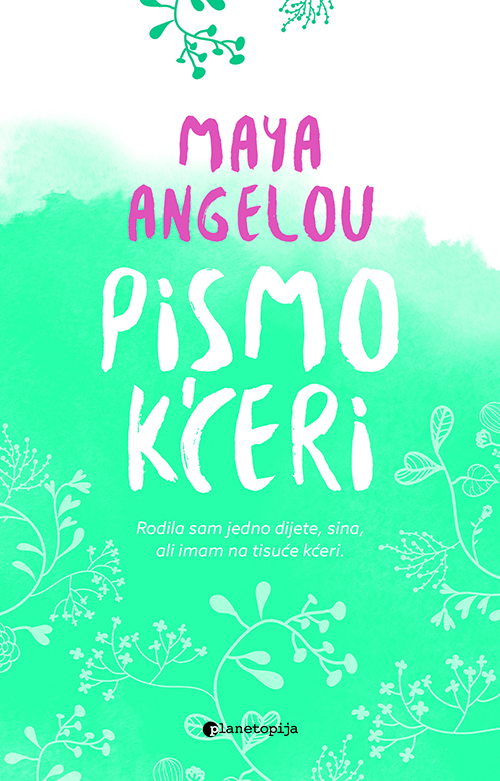 MAYA
ANGELOU
PiSMO
KĆERi
Rodila sam jedno dijete, sina,
ali imam na tisuće kćeri.
planetopija